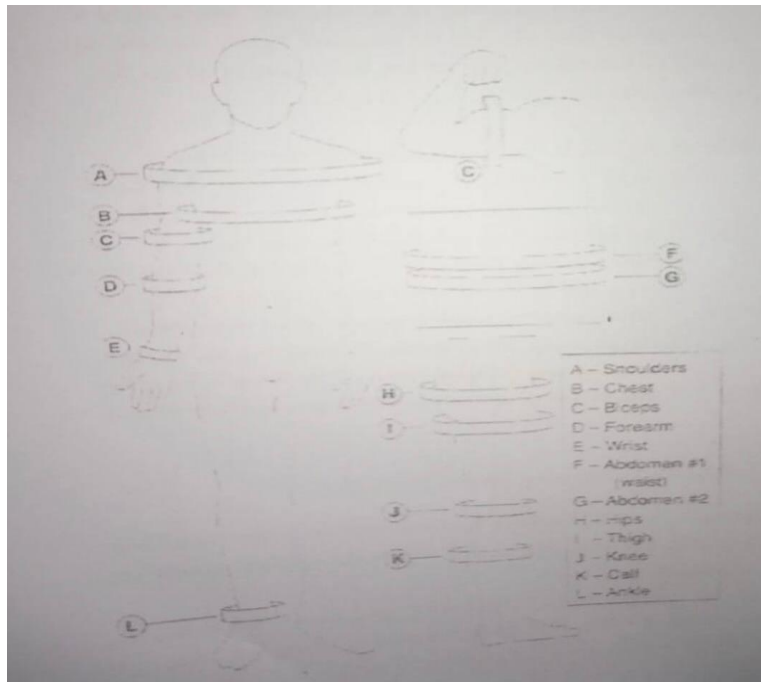 A
B
C
D
E
C
F
G
H
I
J
K
L
A – Shoulders
B – Chest
C – Biceps
D – Forearm
E – Wrist
F – Abdomen #1
(waist)
G – Abdomen #2
H – Hips
I – Thigh
J – Knee
K – Calf
L – Ankle